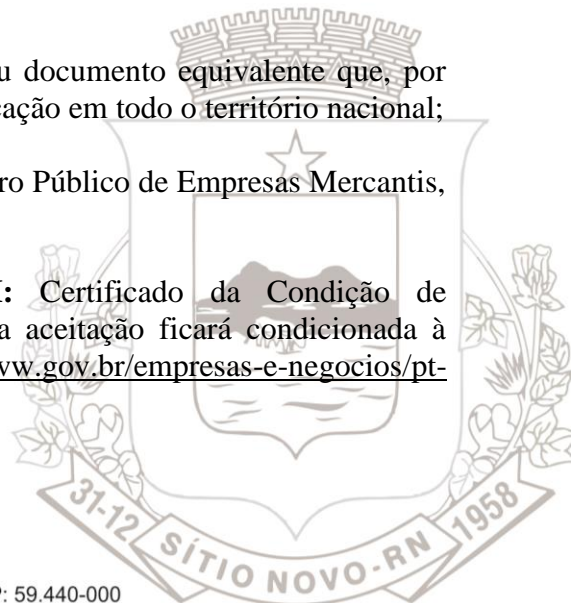 u documento equivalente que, por
cação em todo o território nacional;
ro Público de Empresas Mercantis,
I: Certificado da Condição de
a aceitação ficará condicionada à
ww.gov.br/empresas-e-negocios/pt-
31-12 SÍTIO NOVO-RN 1958
: 59.440-000